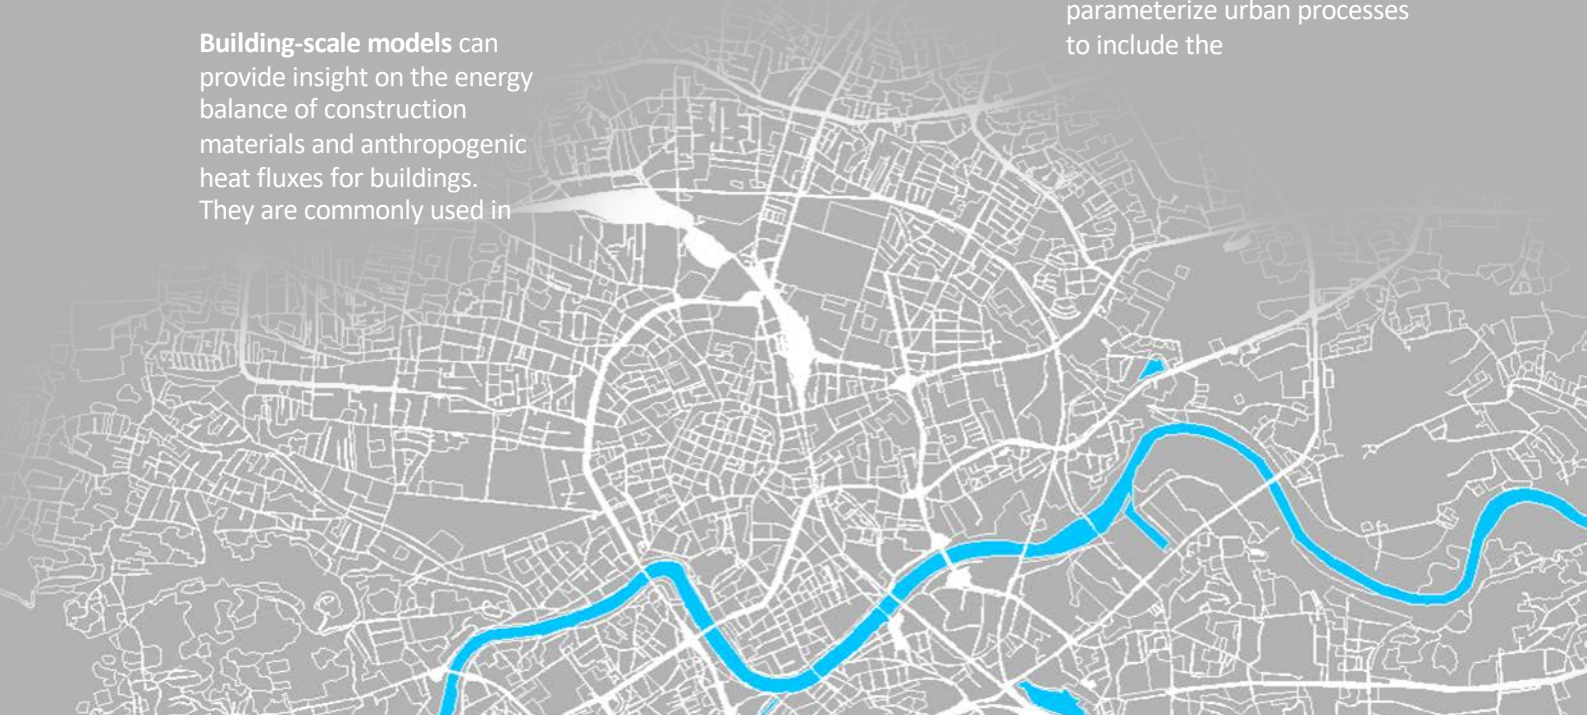 Building-scale models can
provide insight on the energy
balance of construction
materials and anthropogenic
heat fluxes for buildings.
They are commonly used in
parameterize urban processes
to include the